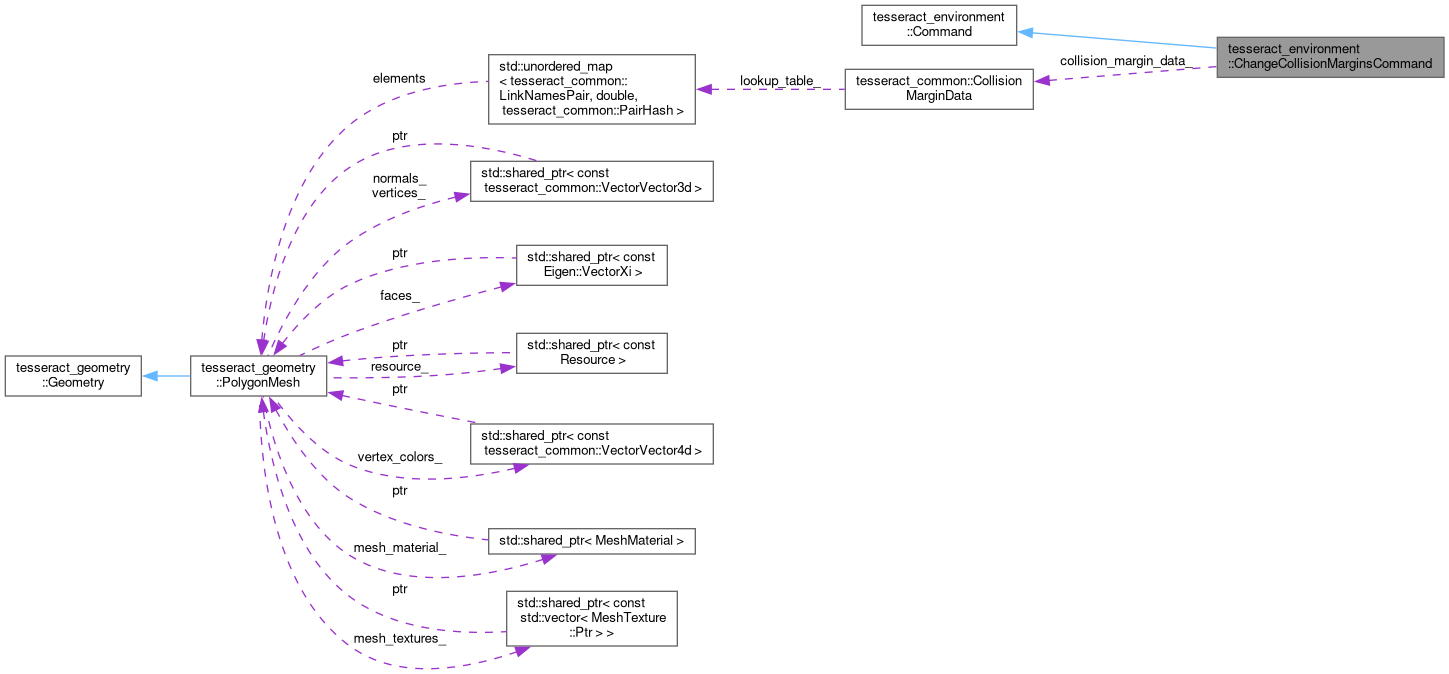 tesseract_environment
::Command
tesseract_environment
::ChangeCollisionMarginsCommand
collision_margin_data_
tesseract_common::Collision
MarginData
lookup_table_
std::unordered_map
< tesseract_common::
LinkNamesPair, double,
tesseract_common::PairHash >
elements
ptr
std::shared_ptr< const
tesseract_common::VectorVector3d >
normals_
vertices_
ptr
std::shared_ptr< const
Eigen::VectorXi >
faces_
ptr
std::shared_ptr< const
Resource >
resource_
tesseract_geometry
::Geometry
tesseract_geometry
::PolygonMesh
ptr
std::shared_ptr< const
tesseract_common::VectorVector4d >
vertex_colors_
ptr
std::shared_ptr< MeshMaterial >
mesh_material_
ptr
std::shared_ptr< const
std::vector< MeshTexture
::Ptr > >
mesh_textures_